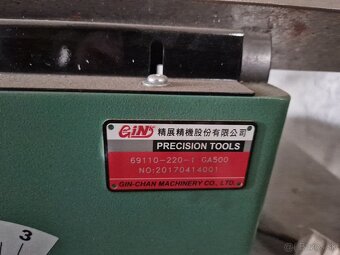 GIN 精展精機股份有限公司
PRECISION TOOLS
69110-220-1 GA500
NO:20170414001
GIN-CHAN MACHINERY CO., LTD.
3